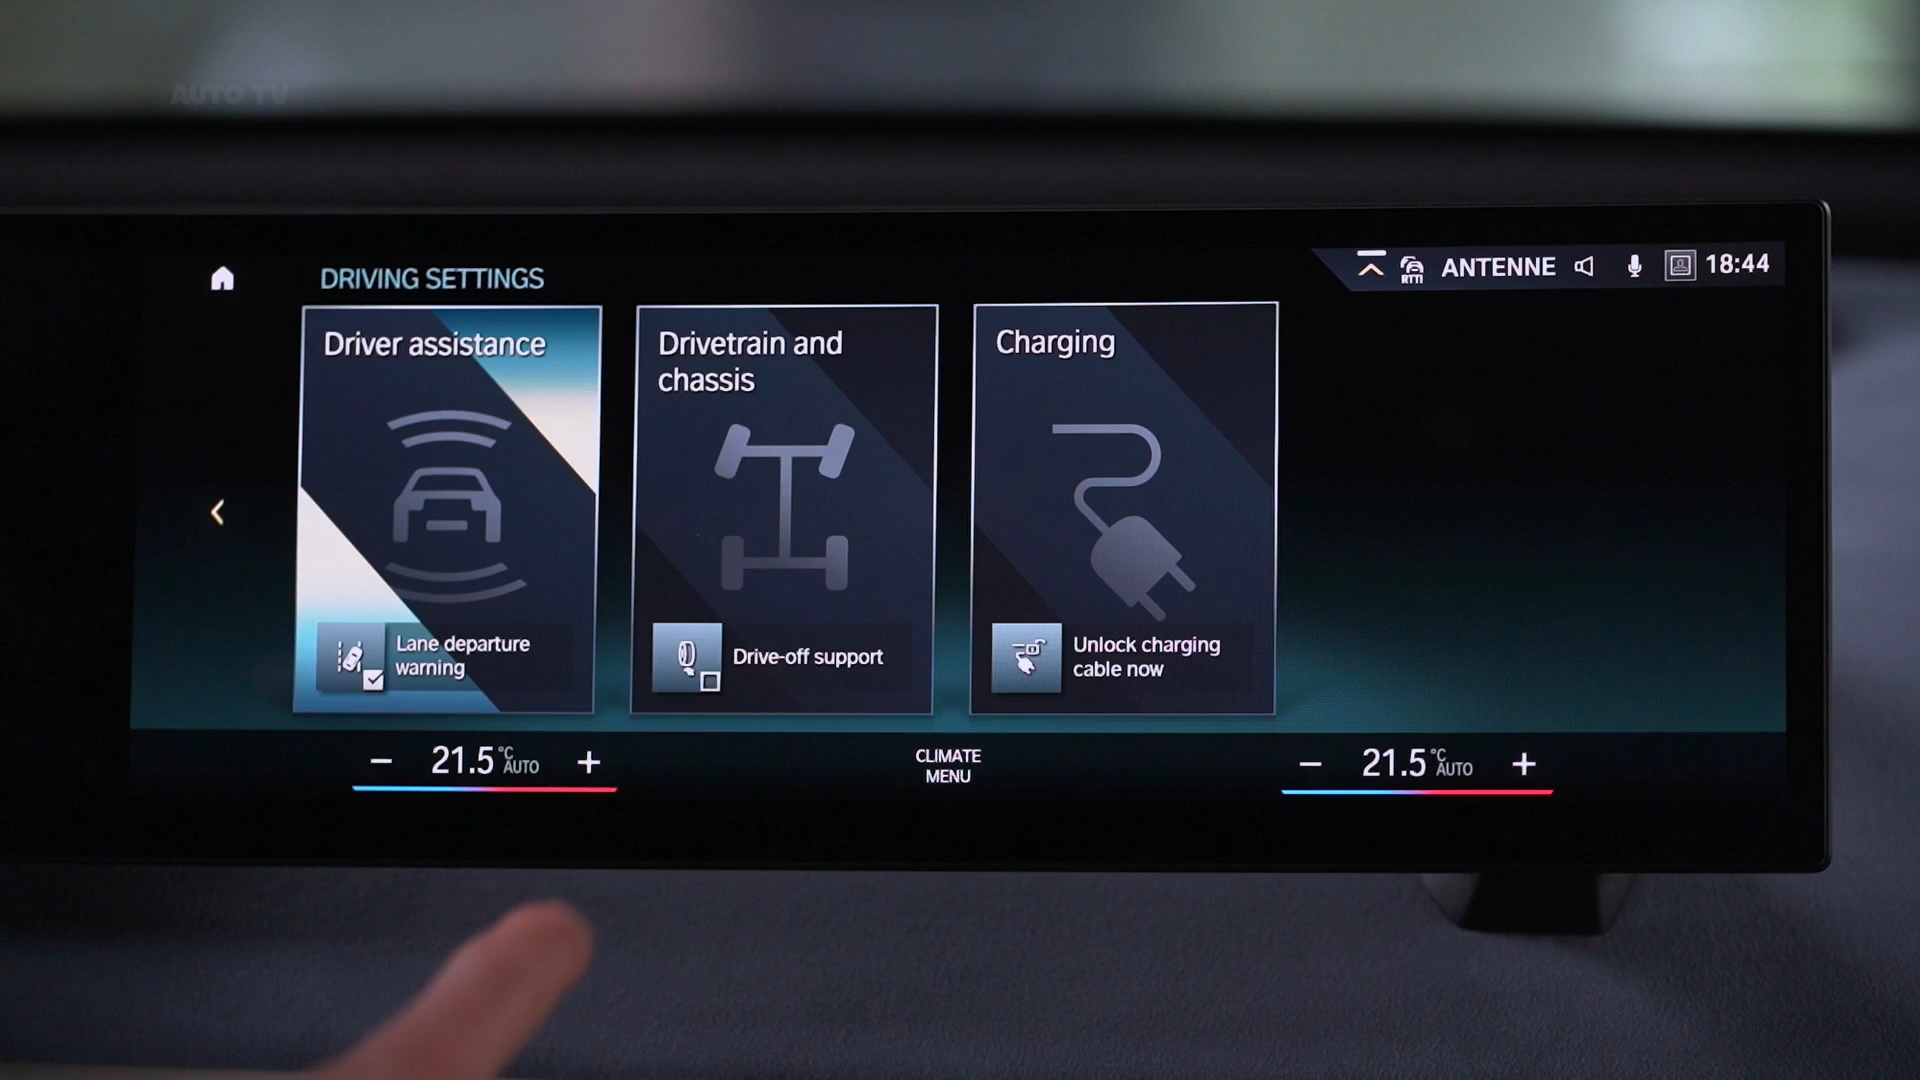 AUTO TV
DRIVING SETTINGS
RTTI
ANTENNE
18:44
Driver assistance
Lane departure
warning
Drivetrain and
chassis
Drive-off support
Charging
Unlock charging
cable now
21.5 °C AUTO
CLIMATE
MENU
21.5 °C AUTO